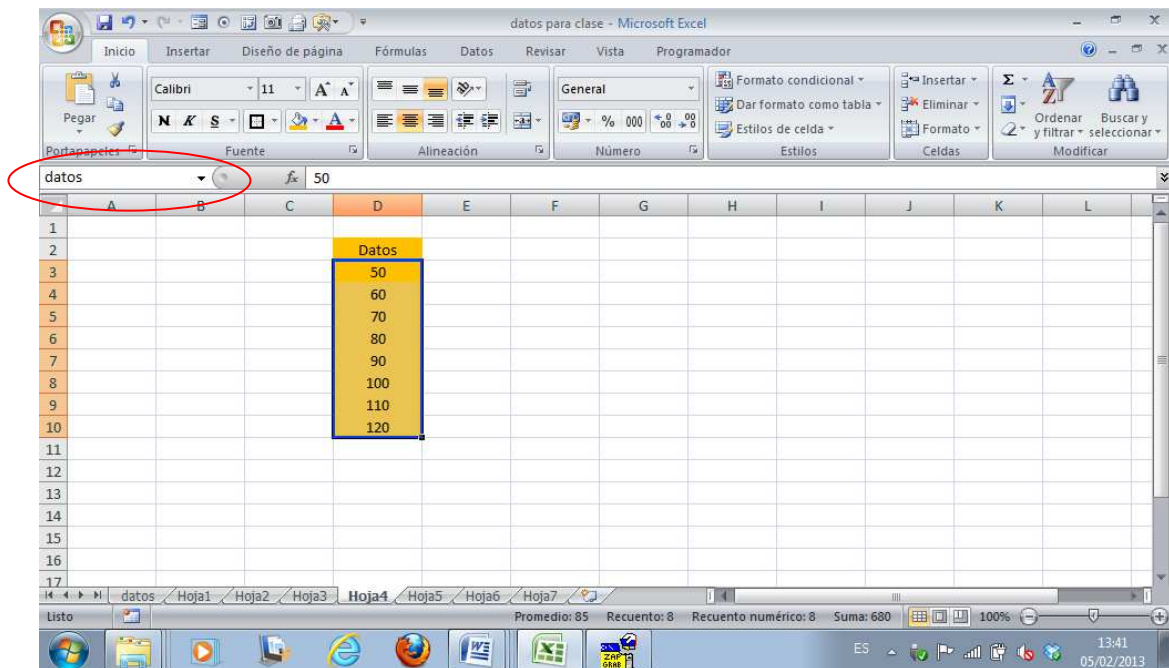 datos para clase - Microsoft Excel
Inicio Insertar Diseño de página Fórmulas Datos Revisar Vista Programador
Pegar
Calibri 11 A A
N K S A
General
% 000
Formato condicional
Dar formato como tabla
Estilos de celda
Insertar
Eliminar
Formato
Σ
Ordenar y filtrar
Buscar y seleccionar
Portapapeles Fuente Alineación Número Estilos Celdas Modificar
datos fx 50
A B C D E F G H I J K L
1
2 Datos
3 50
4 60
5 70
6 80
7 90
8 100
9 110
10 120
11
12
13
14
15
16
17
datos Hoja1 Hoja2 Hoja3 Hoja4 Hoja5 Hoja6 Hoja7
Listo Promedio: 85 Recuento: 8 Recuento numérico: 8 Suma: 680 100%
ZAP GRAB ES 13:41
05/02/2013